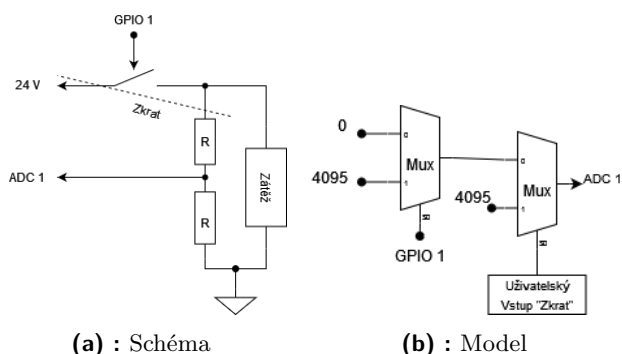 GPIO 1
24 V
Zkrat
R
ADC 1
R
Zátěž
0
0
Mux
4095
1
GPIO 1
0
Mux
4095
1
ADC 1
Uživatelský
Vstup "Zkrat"
(a) : Schéma
(b) : Model